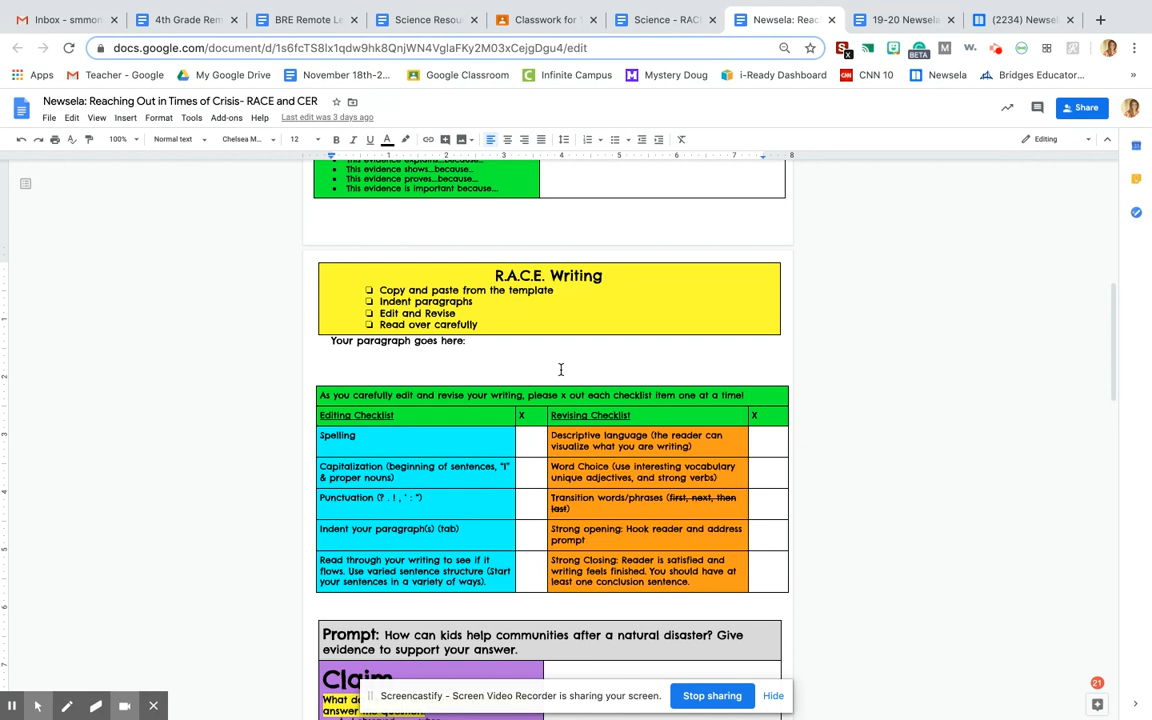 Inbox - smmon
4th Grade Rem
BRE Remote Le
Science Resou
Classwork for
Science - RAC
Newsela: Reac
19-20 Newsela
(2234) Newsel
docs.google.com/document/d/1s6fcTS8lx1qdw9hk8QnjWN4VglaFKy2M03xCejgDgu4/edit
BETA
Apps
Teacher - Google
My Google Drive
November 18th-2...
Google Classroom
Infinite Campus
Mystery Doug
i-Ready Dashboard
CNN 10
Newsela
Bridges Educator...
Newsela: Reaching Out in Times of Crisis- RACE and CER
File Edit View Insert Format Tools Add-ons Help Last edit was 3 days ago
Share
100% Normal text Chelsea M... 12 Editing
This evidence explains...because...
This evidence shows...because...
This evidence proves...because...
This evidence is important because...
R.A.C.E. Writing
Copy and paste from the template
Indent paragraphs
Edit and Revise
Read over carefully
Your paragraph goes here:
As you carefully edit and revise your writing, please x out each checklist item one at a time!
Editing Checklist X Revising Checklist X
Spelling
Descriptive language (the reader can
visualize what you are writing)
Capitalization (beginning of sentences, "I"
& proper nouns)
Word Choice (use interesting vocabulary
unique adjectives, and strong verbs)
Punctuation (? . ! , ' : ")
Transition words/phrases (first, next, then
last)
Indent your paragraph(s) (tab)
Strong opening: Hook reader and address
prompt
Read through your writing to see if it
flows. Use varied sentence structure (Start
your sentences in a variety of ways).
Strong Closing: Reader is satisfied and
writing feels finished. You should have at
least one conclusion sentence.
Prompt: How can kids help communities after a natural disaster? Give
evidence to support your answer.
Claim
What do
answer the question.
Screencastify - Screen Video Recorder is sharing your screen.
Stop sharing
Hide
21